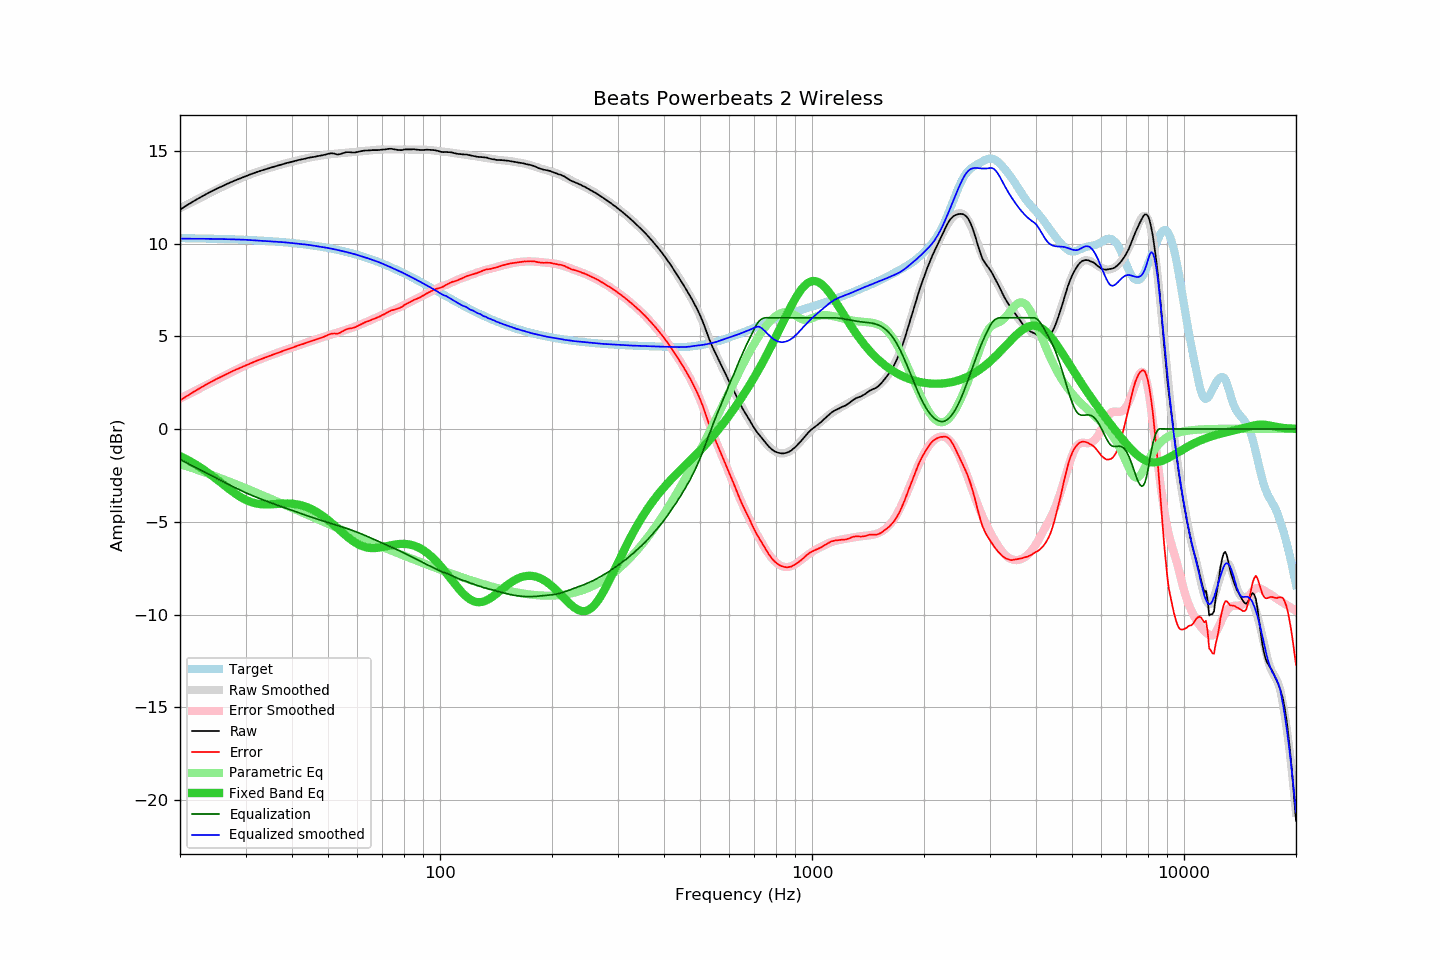 Beats Powerbeats 2 Wireless
Amplitude (dBr)
15
10
5
0
−5
−10
−15
−20
Target
Raw Smoothed
Error Smoothed
Raw
Error
Parametric Eq
Fixed Band Eq
Equalization
Equalized smoothed
100
1000
10000
Frequency (Hz)